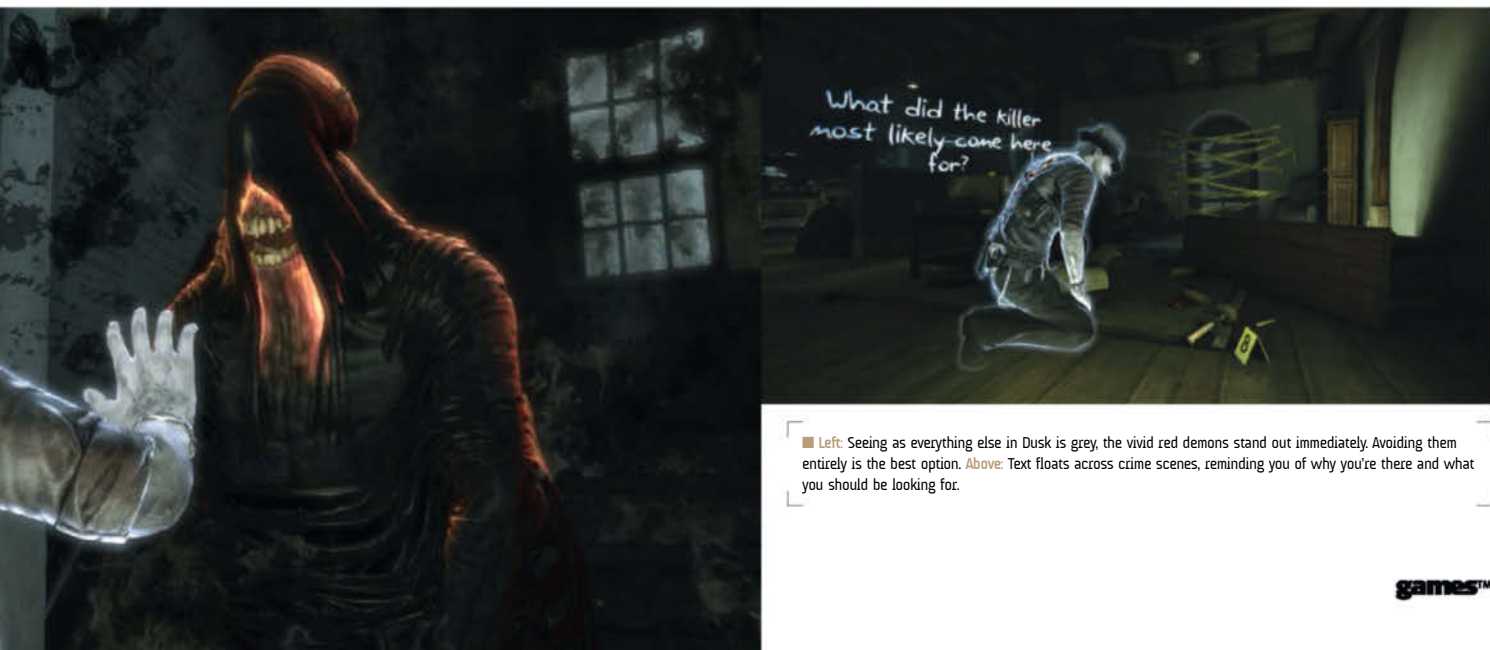 What did the killer
most likely come here
for?
8
■ Left: Seeing as everything else in Dusk is grey, the vivid red demons stand out immediately. Avoiding them
entirely is the best option. Above: Text floats across crime scenes, reminding you of why you're there and what
you should be looking for.
games™